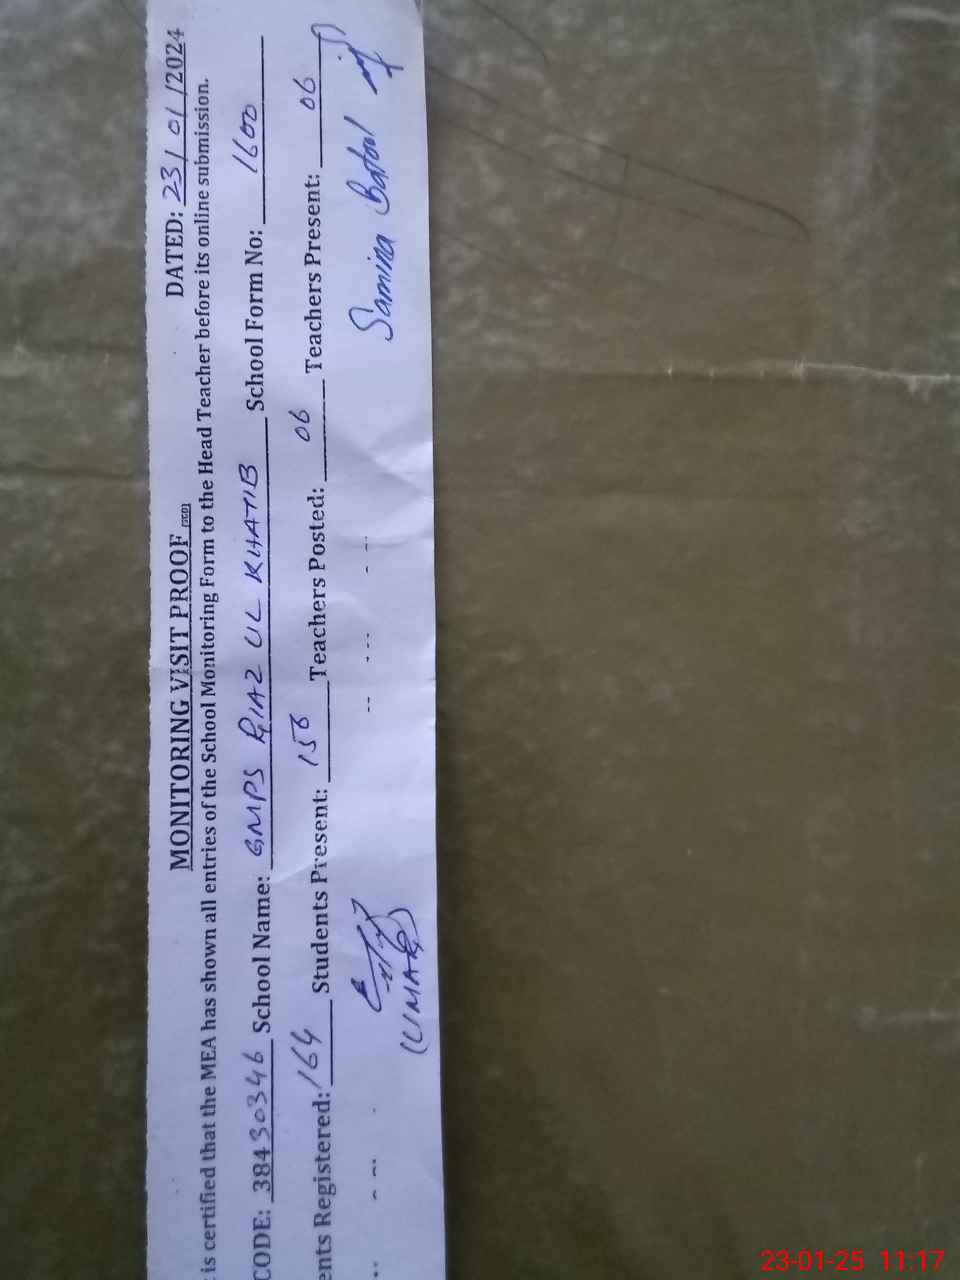 MONITORING VISIT PROOF DATED: 23/01/2024
is certified that the MEA has shown all entries of the School Monitoring Form to the Head Teacher before its online submission.
CODE: 38430346 School Name: GMPS RIAZ UL KHATIB School Form No: 1600
ents Registered: 164 Students Present: 158 Teachers Posted: 06 Teachers Present: 06
Samina Batool
(UMAR)
23-01-25 11:17